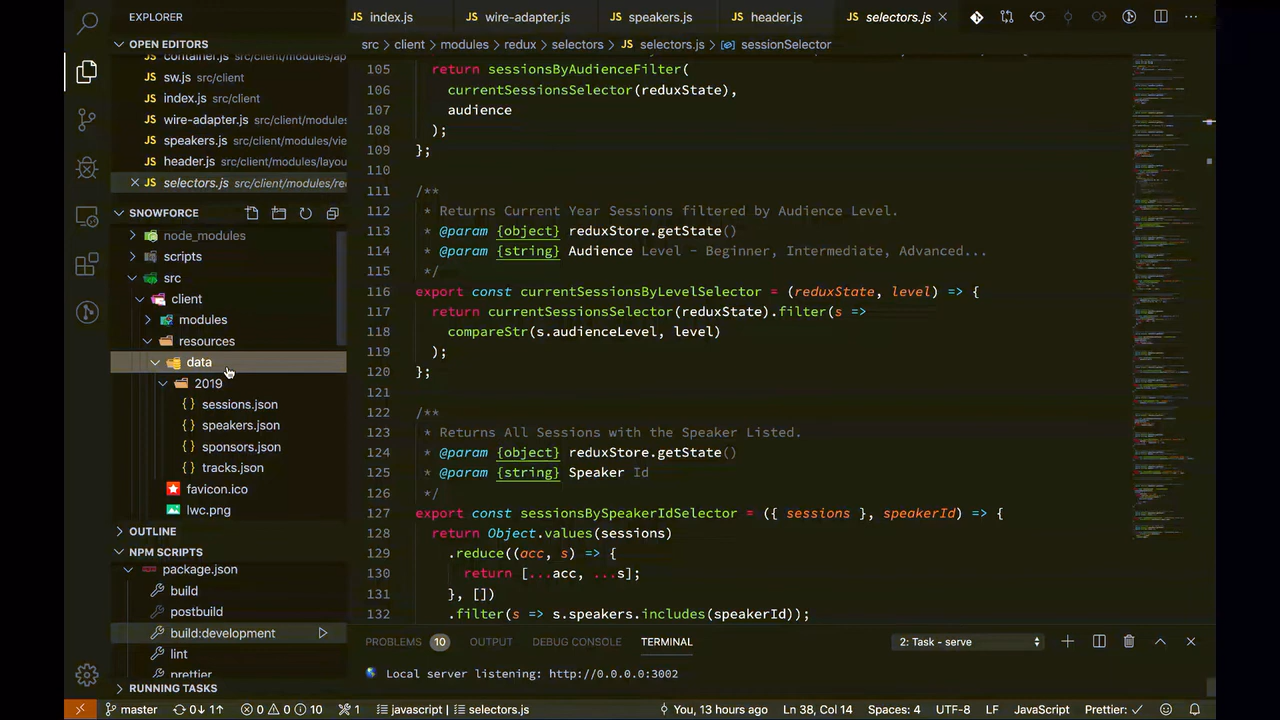 EXPLORER
index.js
wire-adapter.js
speakers.js
header.js
selectors.js
OPEN EDITORS
src › client › modules › redux › selectors › JS selectors.js › sessionSelector
JS container.js src/client/modules/ap
JS sw.js src/client
JS index.js src/client
JS wire-adapter.js src/client/modules
JS speakers.js src/client/modules/vie
JS header.js src/client/modules/layou
JS selectors.js src/client/modules/re
SNOWFORCE
node_modules
scripts
src
client
modules
resources
data
2019
{} sessions.json
{} speakers.json
{} sponsors.json
{} tracks.json
favicon.ico
lwc.png
OUTLINE
NPM SCRIPTS
package.json
build
postbuild
build:development
lint
prettier
RUNNING TASKS
105 return sessionsByAudienceFilter(
106 currentSessionsSelector(reduxState),
107 audience
108 );
109 };
110
111 /**
112 * Returns Current Year Sessions filtered by Audience Level.
113 * @param {object} reduxStore.getState()
114 * @param {string} Audience Level - Beginner, Intermediate, Advanced...
115 */
116 export const currentSessionsByLevelSelector = (reduxState, level) => {
117 return currentSessionsSelector(reduxState).filter(s =>
118 compareStr(s.audienceLevel, level)
119 );
120 };
121
122 /**
123 * Returns All Sessions with the Speaker Listed.
124 * @param {object} reduxStore.getState()
125 * @param {string} Speaker Id
126 */
127 export const sessionsBySpeakerIdSelector = ({ sessions }, speakerId) => {
128 return Object.values(sessions)
129 .reduce((acc, s) => {
130 return [...acc, ...s];
131 }, [])
132 .filter(s => s.speakers.includes(speakerId));
PROBLEMS 10 OUTPUT DEBUG CONSOLE TERMINAL 2: Task - serve
Local server listening: http://0.0.0.0:3002
master 0↓ 1↑ 0 0 10 1 javascript | selectors.js You, 13 hours ago Ln 38, Col 14 Spaces: 4 UTF-8 LF JavaScript Prettier: ✓